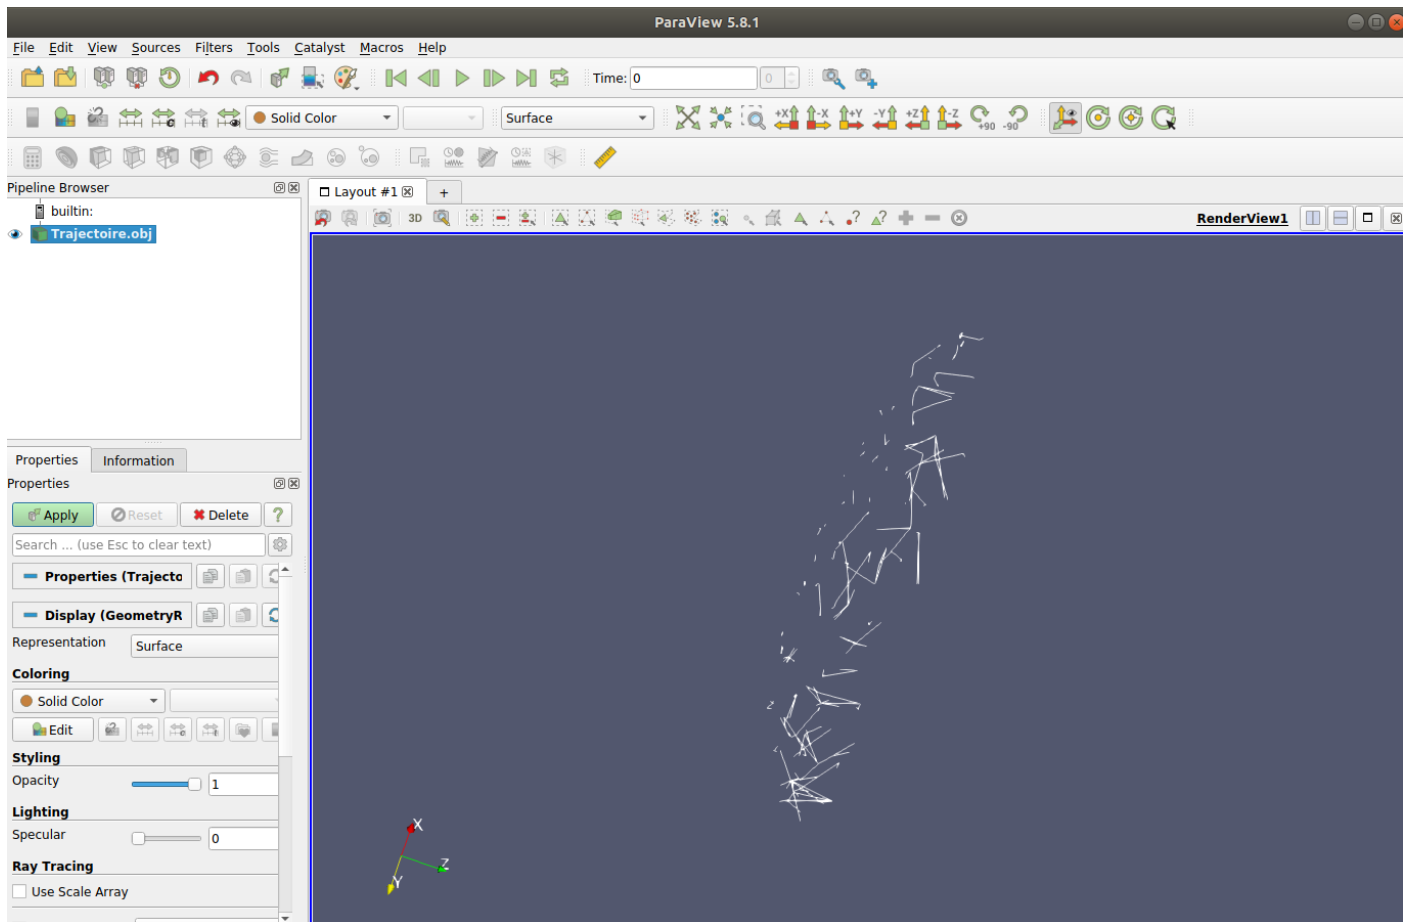 ParaView 5.8.1
File Edit View Sources Filters Tools Catalyst Macros Help
Time: 0 0
Solid Color Surface +X -X +Y -Y +Z -Z +90 -90
Pipeline Browser
builtin:
Trajectoire.obj
Layout #1 +
3D RenderView1
Properties Information
Properties
Apply Reset Delete ?
Search ... (use Esc to clear text)
Properties (Trajecto
Display (GeometryR
Representation Surface
Coloring
Solid Color
Edit
Styling
Opacity 1
Lighting
Specular 0
Ray Tracing
Use Scale Array
X
Z
Y